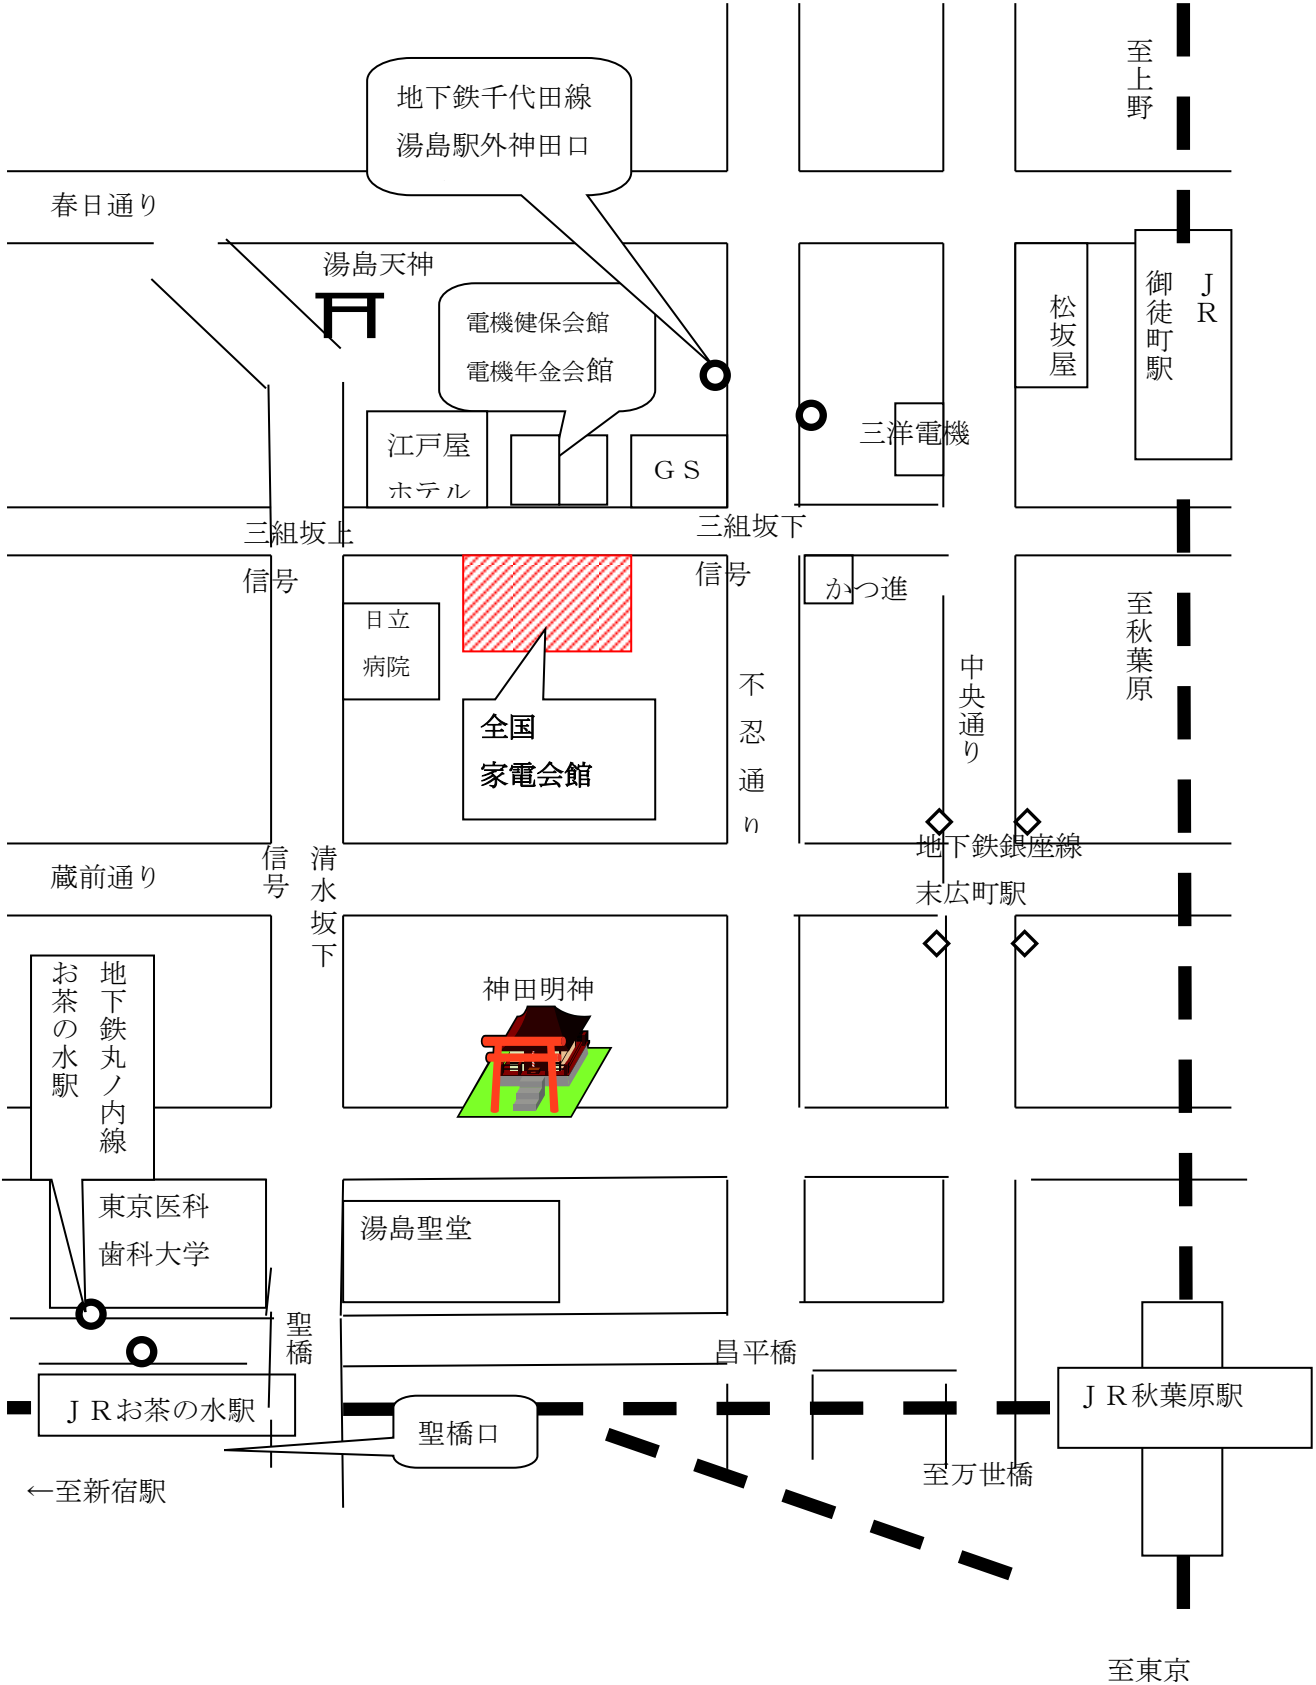 至上野
地下鉄千代田線
湯島駅外神田口
春日通り
湯島天神
電機健保会館
電機年金会館
松坂屋
ＪＲ
御徒町駅
江戸屋
ホテル
ＧＳ
三洋電機
三組坂上
信号
三組坂下
信号
かつ進
日立
病院
至秋葉原
全国
家電会館
不忍通り
中央通り
蔵前通り
清水坂下
信号
地下鉄銀座線
末広町駅
神田明神
地下鉄丸ノ内線
お茶の水駅
東京医科
歯科大学
湯島聖堂
聖橋
昌平橋
ＪＲお茶の水駅
聖橋口
ＪＲ秋葉原駅
←至新宿駅
至万世橋
至東京